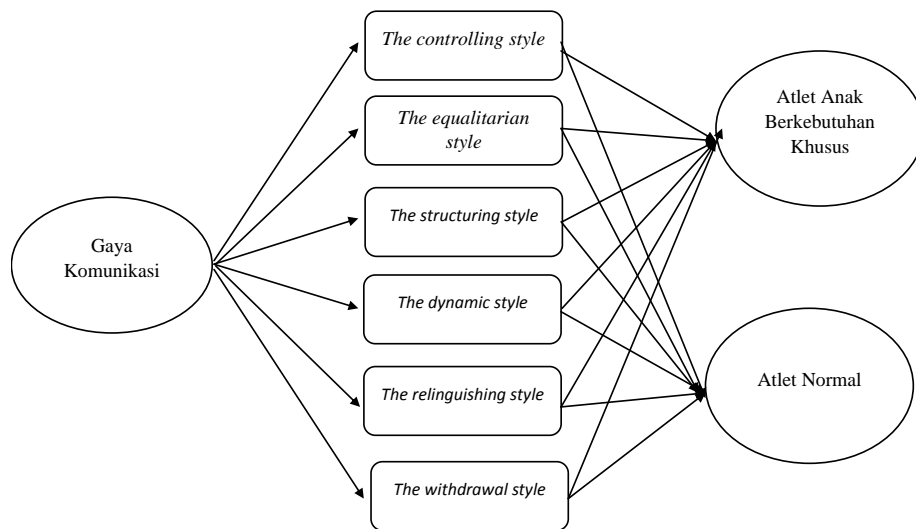 The controlling style
The equalitarian
style
The structuring style
The dynamic style
The relinguishing style
The withdrawal style
Gaya
Komunikasi
Atlet Anak
Berkebutuhan
Khusus
Atlet Normal